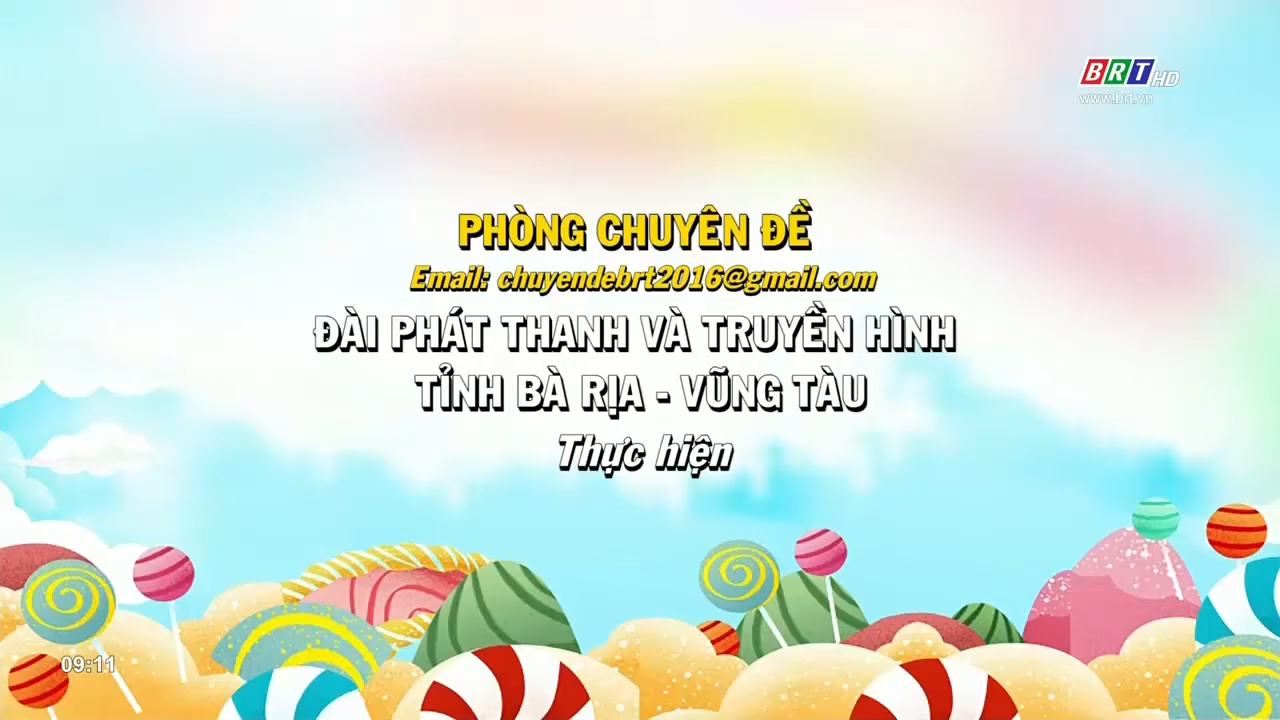 BRT HD
www.brt.vn
PHÒNG CHUYÊN ĐỀ
Email: chuyendebrt2016@gmail.com
ĐÀI PHÁT THANH VÀ TRUYỀN HÌNH
TỈNH BÀ RỊA - VŨNG TÀU
Thực hiện
09:11